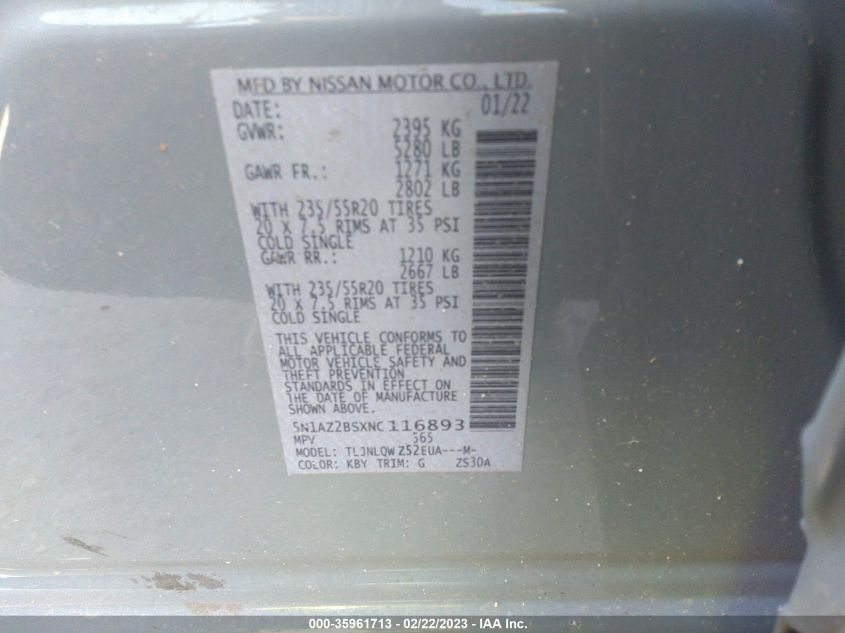 MFD BY NISSAN MOTOR CO., LTD.
DATE: 01/22
GVWR: 2395 KG
5280 LB
GAWR FR.: 1271 KG
2802 LB
WITH 235/55R20 TIRES
20 X 7.5 RIMS AT 35 PSI
COLD SINGLE
GAWR RR.: 1210 KG
2667 LB
WITH 235/55R20 TIRES
20 X 7.5 RIMS AT 35 PSI
COLD SINGLE
THIS VEHICLE CONFORMS TO
ALL APPLICABLE FEDERAL
MOTOR VEHICLE SAFETY AND
THEFT PREVENTION
STANDARDS IN EFFECT ON
THE DATE OF MANUFACTURE
SHOWN ABOVE.
5N1AZ2BSXNC116893
MPV 565
MODEL: TLJNLQW Z52EUA---M-
COLOR: KBY TRIM: G ZS30A
000-35961713 - 02/22/2023 - IAA Inc.